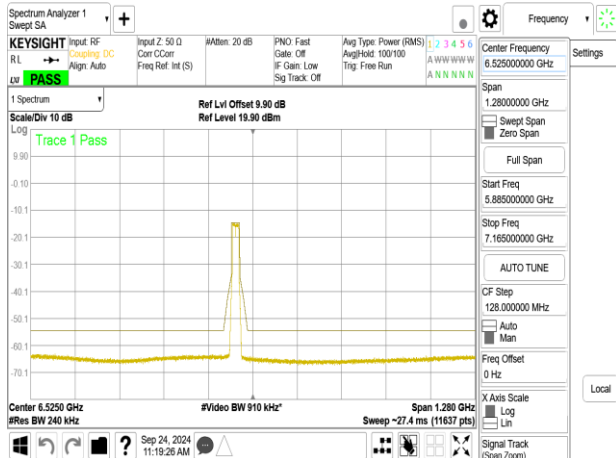 Spectrum Analyzer 1
Swept SA
Frequency
Settings
KEYSIGHT
RL
LXI
PASS
Input: RF
Coupling: DC
Align: Auto
Input Z: 50 Ω
Corr CCorr
Freq Ref: Int (S)
#Atten: 20 dB
PNO: Fast
Gate: Off
IF Gain: Low
Sig Track: Off
Avg Type: Power (RMS)
Avg|Hold: 100/100
Trig: Free Run
1 2 3 4 5 6
A W W W W W
A N N N N N
1 Spectrum
Scale/Div 10 dB
Ref Lvl Offset 9.90 dB
Ref Level 19.90 dBm
Log
Trace 1 Pass
9.90
-0.10
-10.1
-20.1
-30.1
-40.1
-50.1
-60.1
-70.1
Center 6.5250 GHz
#Video BW 910 kHz*
Span 1.280 GHz
#Res BW 240 kHz
Sweep ~27.4 ms (11637 pts)
Sep 24, 2024
11:19:26 AM
Center Frequency
6.525000000 GHz
Span
1.28000000 GHz
Swept Span
Zero Span
Full Span
Start Freq
5.885000000 GHz
Stop Freq
7.165000000 GHz
AUTO TUNE
CF Step
128.000000 MHz
Auto
Man
Freq Offset
0 Hz
X Axis Scale
Log
Lin
Signal Track
(Span Zoom)
Local